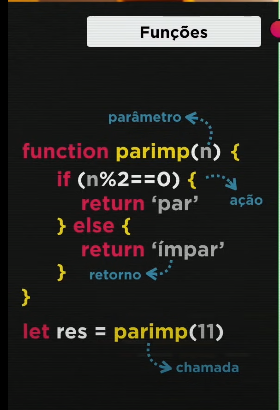 Funções
parâmetro
function parimp(n) {
if (n%2==0) {
ação
return ‘par’
} else {
return ‘ímpar’
}
retorno
}
let res = parimp(11)
chamada